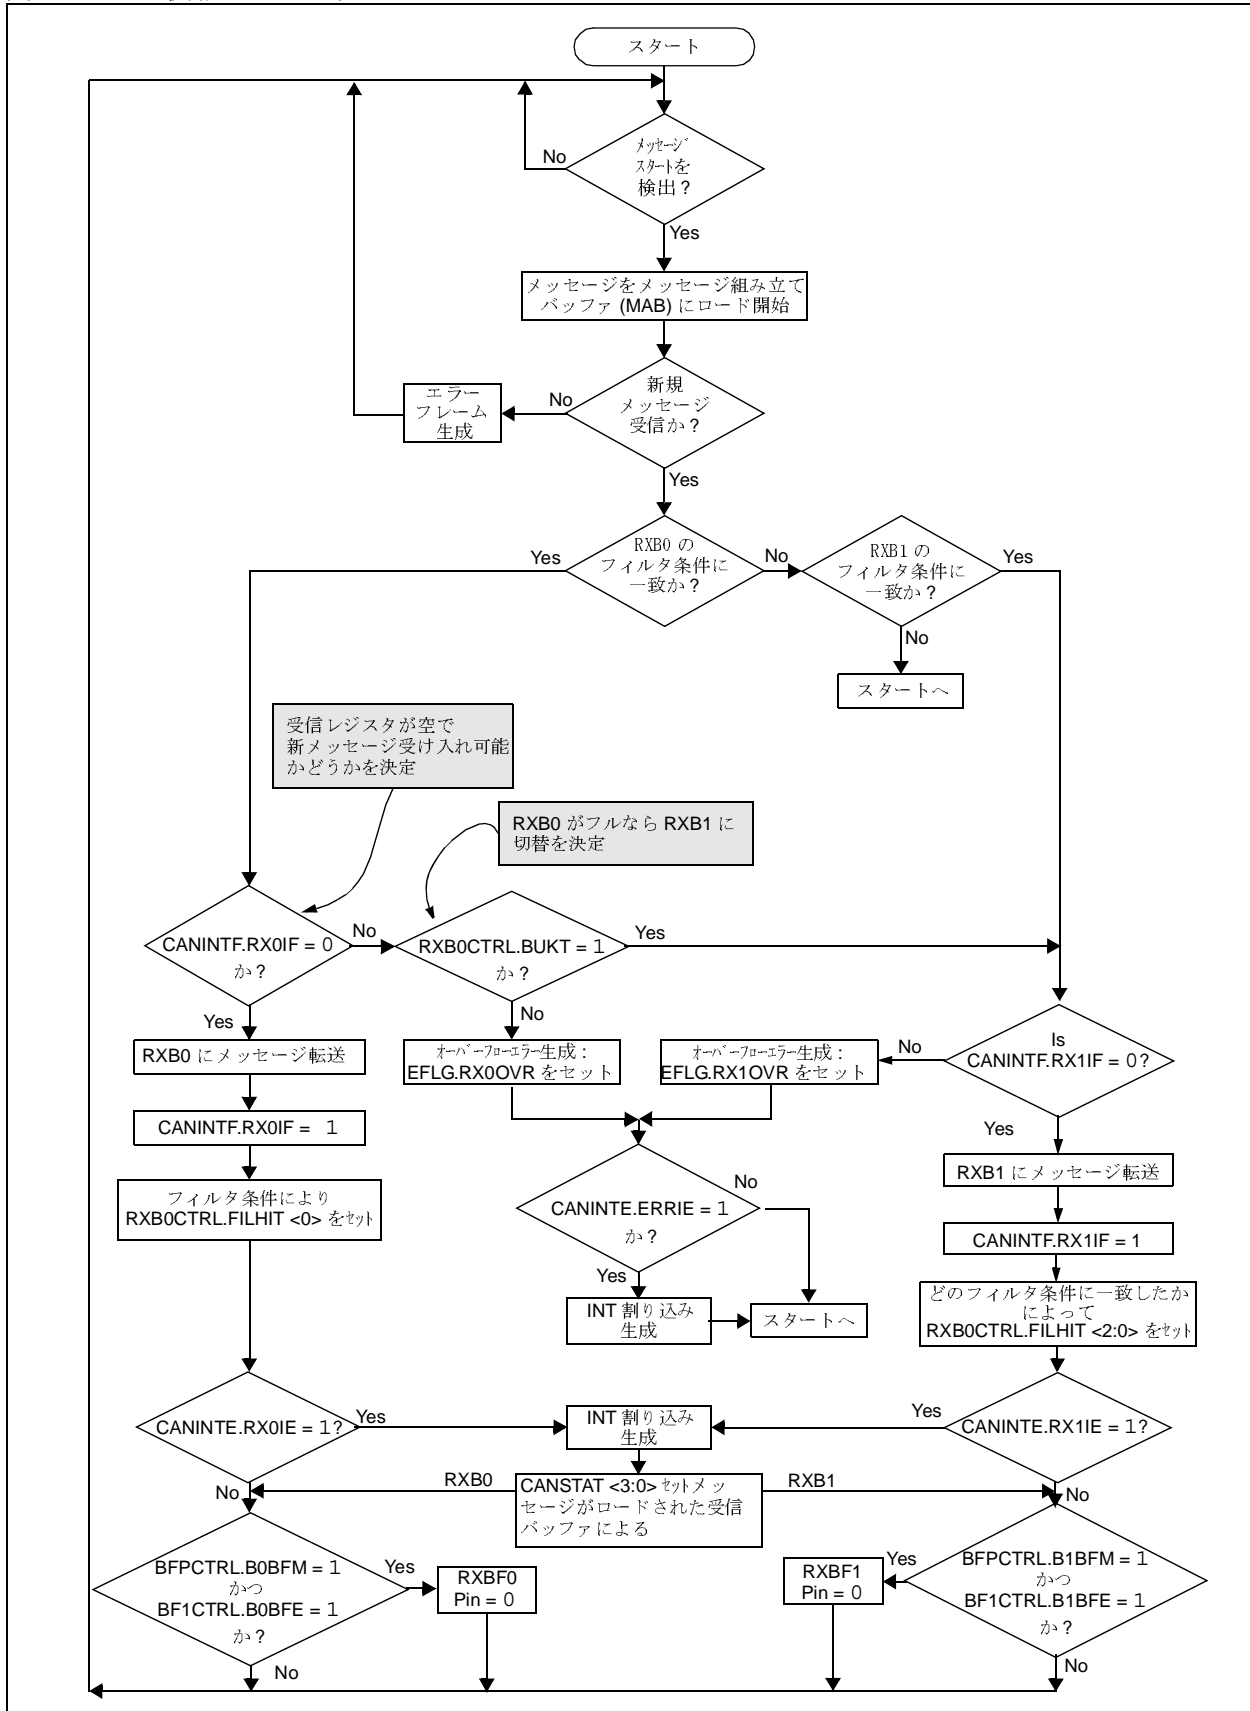 スタート
メッセージ
スタートを
検出？
No
Yes
メッセージをメッセージ組み立て
バッファ (MAB) にロード開始
新規
メッセージ
受信か？
No
エラー
フレーム
生成
Yes
RXB0 の
フィルタ条件に
一致か？
Yes
No
RXB1 の
フィルタ条件に
一致か？
Yes
No
スタートへ
受信レジスタが空で
新メッセージ受け入れ可能
かどうかを決定
RXB0 がフルなら RXB1 に
切替を決定
CANINTF.RX0IF = 0
か？
No
RXB0CTRL.BUKT = 1
か？
Yes
Yes
No
Is
CANINTF.RX1IF = 0?
No
RXB0 にメッセージ転送
オーバーフローエラー生成：
EFLG.RX0OVR をセット
オーバーフローエラー生成：
EFLG.RX1OVR をセット
CANINTF.RX0IF = 1
Yes
RXB1 にメッセージ転送
フィルタ条件により
RXB0CTRL.FILHIT <0> をセット
CANINTE.ERRIE = 1
か？
No
CANINTF.RX1IF = 1
Yes
INT 割り込み
生成
スタートへ
どのフィルタ条件に一致したか
によって
RXB0CTRL.FILHIT <2:0> をセット
CANINTE.RX0IE = 1?
Yes
INT 割り込み
生成
Yes
CANINTE.RX1IE = 1?
No
RXB0
CANSTAT <3:0> セットメッ
セージがロードされた受信
バッファによる
RXB1
No
BFPCTRL.B0BFM = 1
かつ
BF1CTRL.B0BFE = 1
か？
Yes
RXBF0
Pin = 0
RXBF1
Pin = 0
Yes
BFPCTRL.B1BFM = 1
かつ
BF1CTRL.B1BFE = 1
か？
No
No